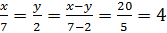 x/7 = y/2 = (x−y)/(7−2) = 20/5 = 4